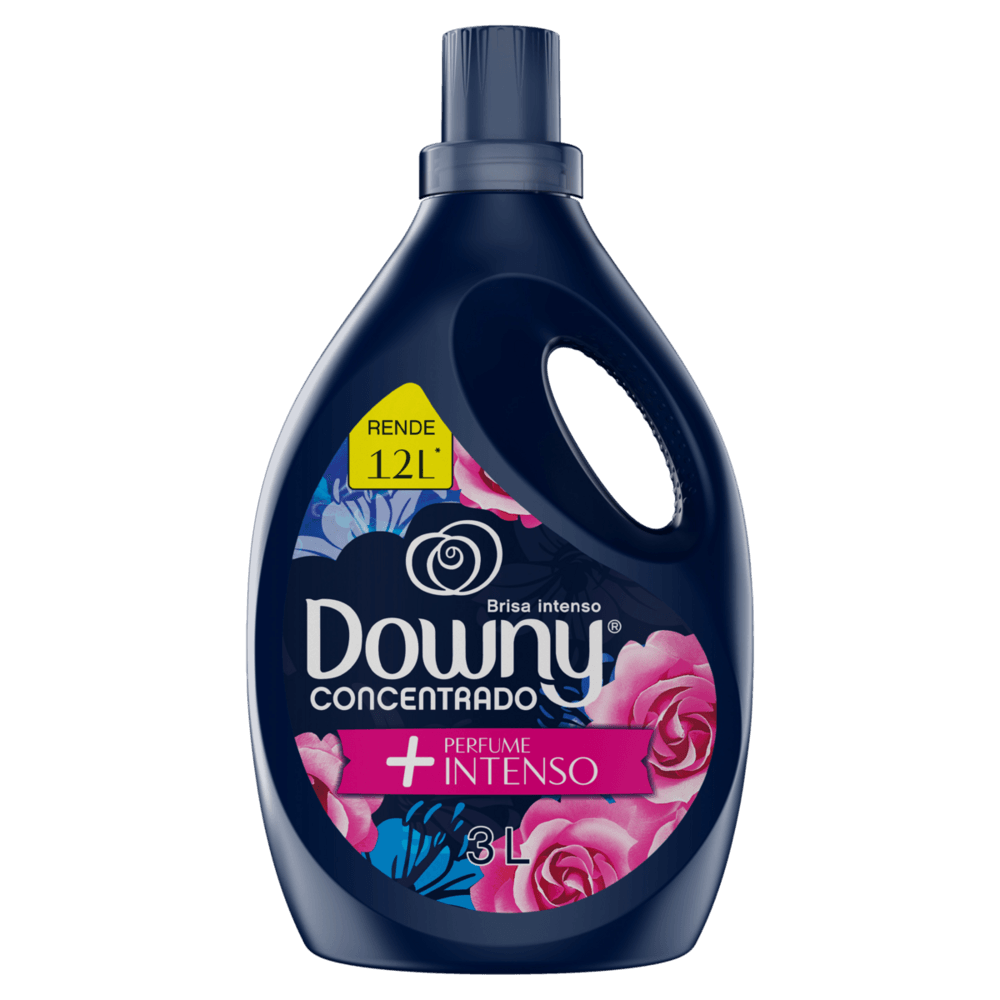 RENDE
12L*
Brisa intenso
Downy®
CONCENTRADO
+ PERFUME
INTENSO
3 L